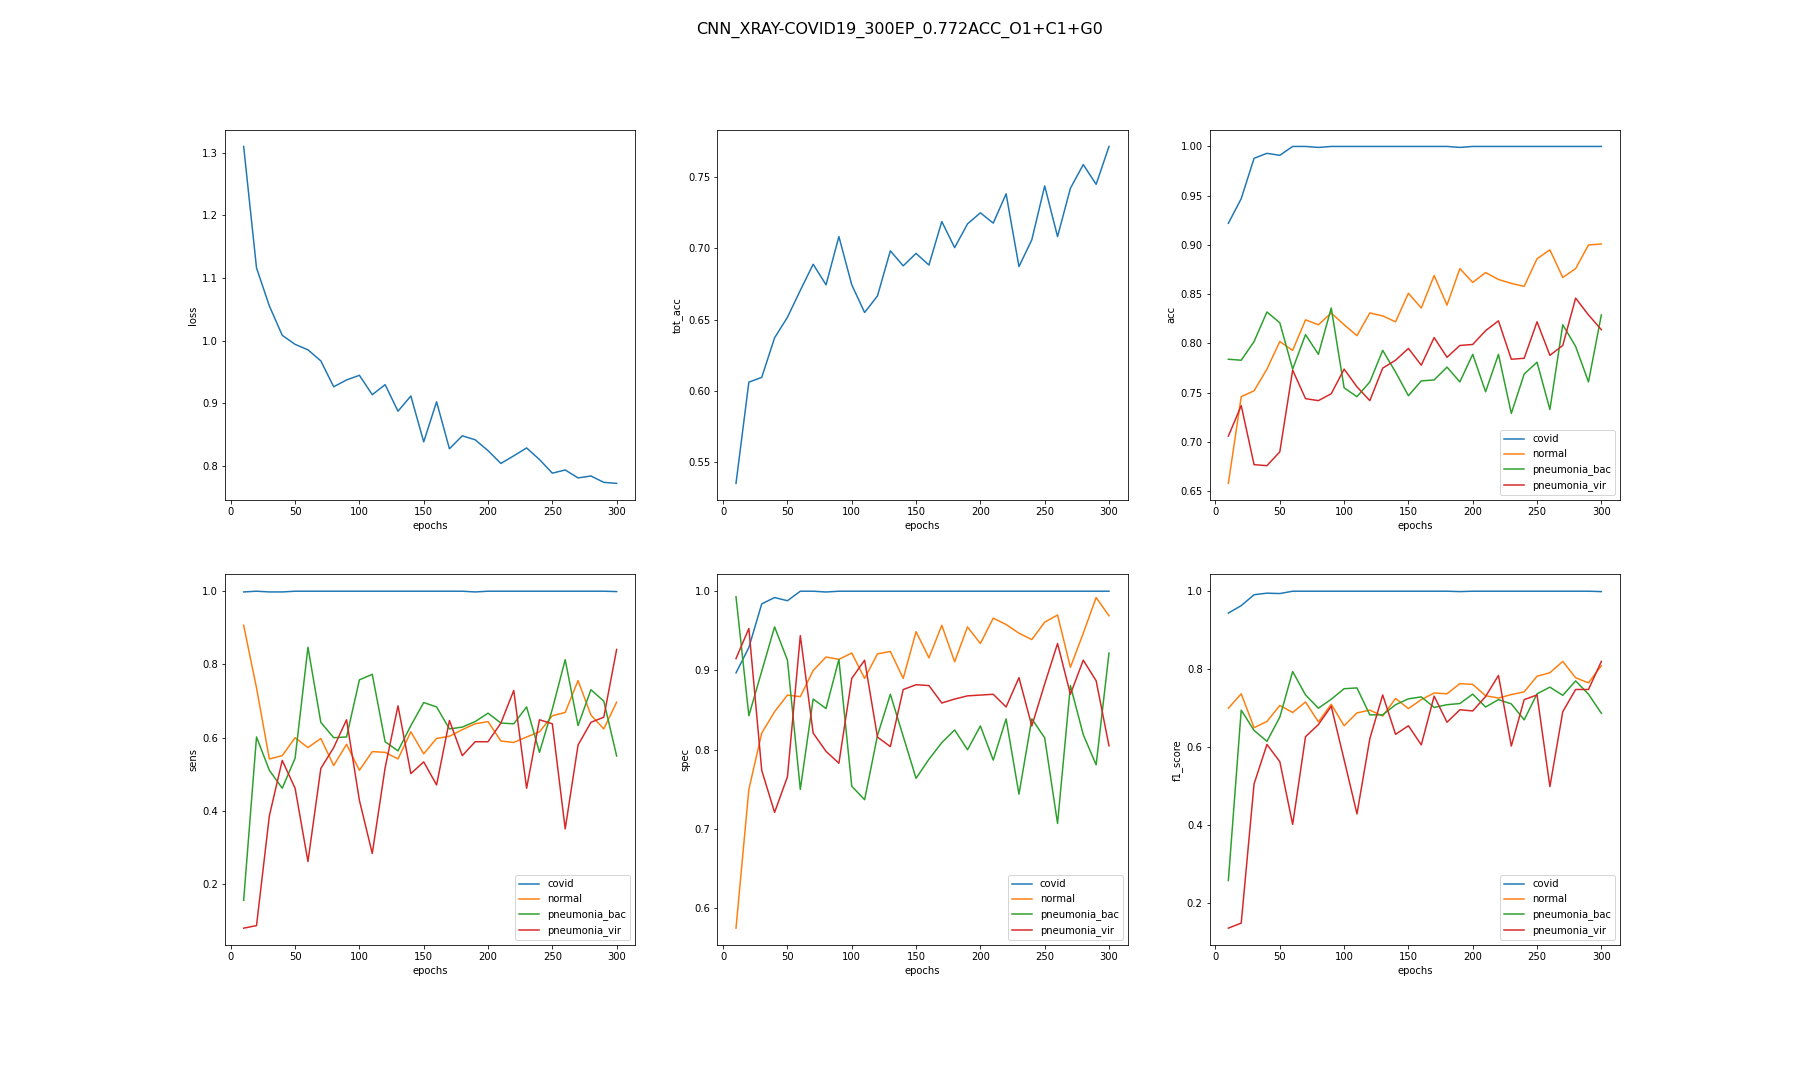 CNN_XRAY-COVID19_300EP_0.772ACC_O1+C1+G0
1.3
1.2
1.1
1.0
0.9
0.8
loss
0 50 100 150 200 250 300
epochs
0.75
0.70
0.65
0.60
0.55
tot_acc
0 50 100 150 200 250 300
epochs
1.00
0.95
0.90
0.85
0.80
0.75
0.70
0.65
acc
covid
normal
pneumonia_bac
pneumonia_vir
0 50 100 150 200 250 300
epochs
1.0
0.8
0.6
0.4
0.2
sens
covid
normal
pneumonia_bac
pneumonia_vir
0 50 100 150 200 250 300
epochs
1.0
0.9
0.8
0.7
0.6
spec
covid
normal
pneumonia_bac
pneumonia_vir
0 50 100 150 200 250 300
epochs
1.0
0.8
0.6
0.4
0.2
f1_score
covid
normal
pneumonia_bac
pneumonia_vir
0 50 100 150 200 250 300
epochs